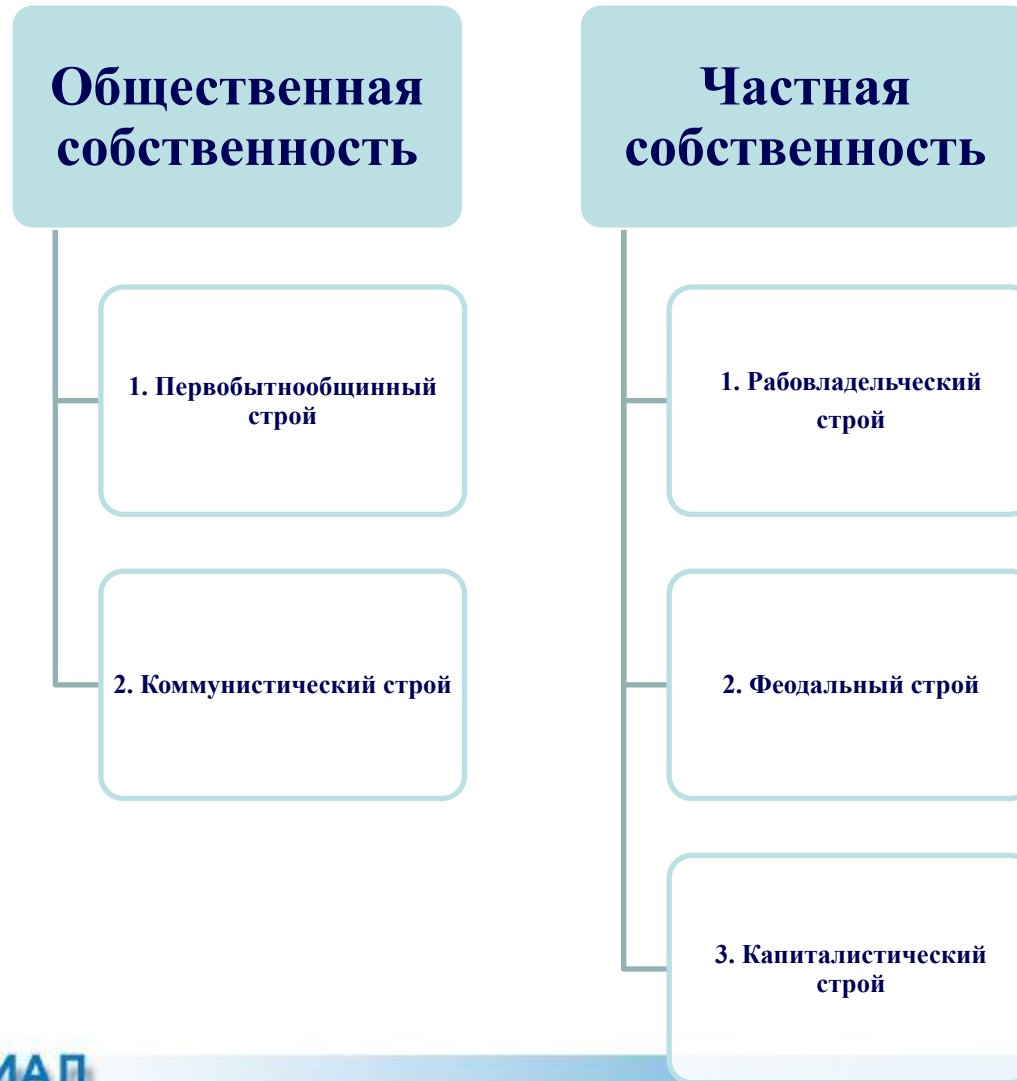 Общественная
собственность
1. Первобытнообщинный
строй
2. Коммунистический строй
Частная
собственность
1. Рабовладельческий
строй
2. Феодальный строй
3. Капиталистический
строй